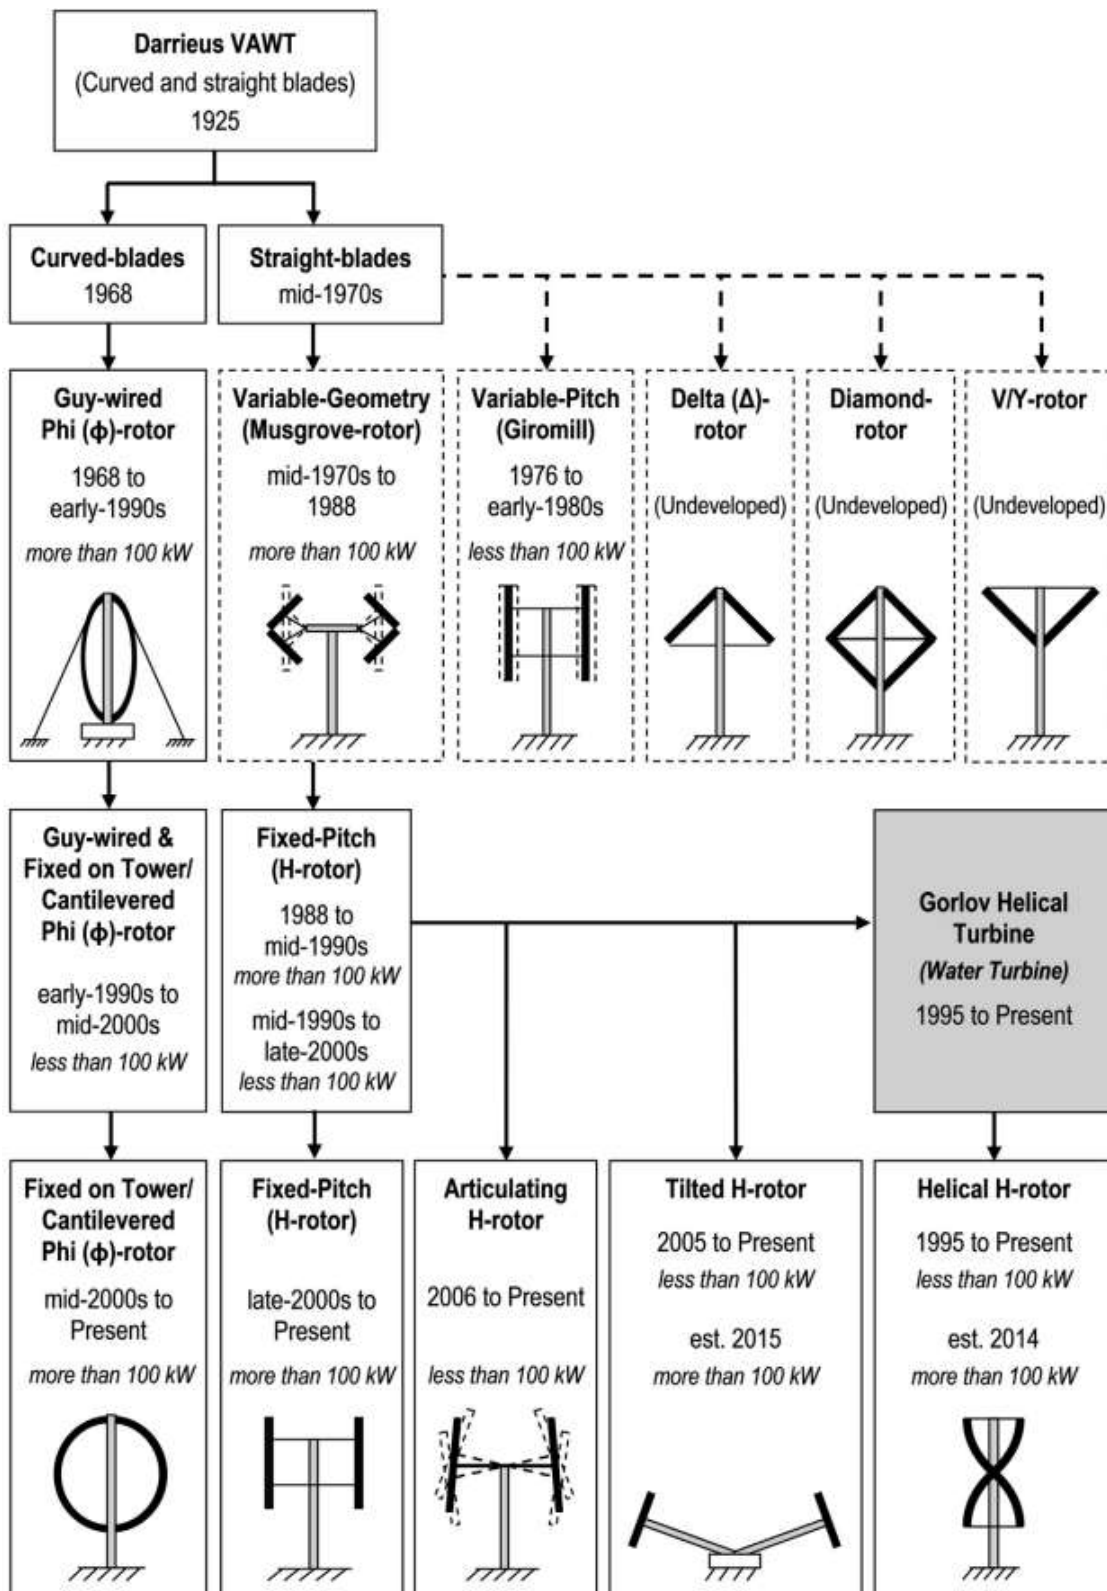 Darrieus VAWT
(Curved and straight blades)
1925
Curved-blades
1968
Straight-blades
mid-1970s
Guy-wired
Phi (ϕ)-rotor
1968 to
early-1990s
more than 100 kW
Variable-Geometry
(Musgrove-rotor)
mid-1970s to
1988
more than 100 kW
Variable-Pitch
(Giromill)
1976 to
early-1980s
less than 100 kW
Delta (Δ)-
rotor
(Undeveloped)
Diamond-
rotor
(Undeveloped)
V/Y-rotor
(Undeveloped)
Guy-wired &
Fixed on Tower/
Cantilevered
Phi (ϕ)-rotor
early-1990s to
mid-2000s
less than 100 kW
Fixed-Pitch
(H-rotor)
1988 to
mid-1990s
more than 100 kW
mid-1990s to
late-2000s
less than 100 kW
Gorlov Helical
Turbine
(Water Turbine)
1995 to Present
Fixed on Tower/
Cantilevered
Phi (ϕ)-rotor
mid-2000s to
Present
more than 100 kW
Fixed-Pitch
(H-rotor)
late-2000s to
Present
more than 100 kW
Articulating
H-rotor
2006 to Present
less than 100 kW
Tilted H-rotor
2005 to Present
less than 100 kW
est. 2015
more than 100 kW
Helical H-rotor
1995 to Present
less than 100 kW
est. 2014
more than 100 kW